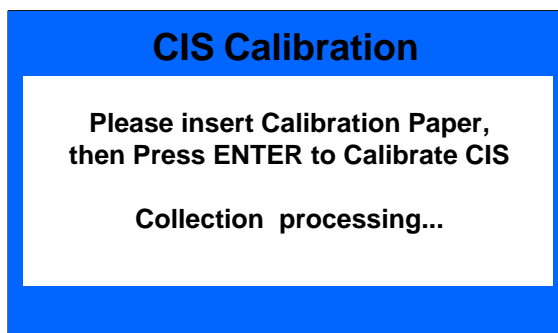 CIS Calibration
Please insert Calibration Paper,
then Press ENTER to Calibrate CIS
Collection processing...